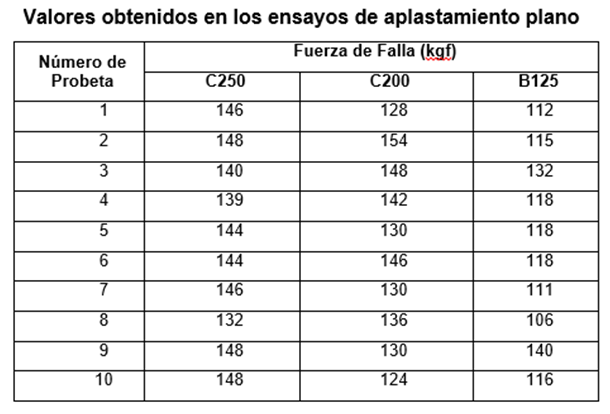 Valores obtenidos en los ensayos de aplastamiento plano
Número de Probeta Fuerza de Falla (kgf)
C250 C200 B125
1 146 128 112
2 148 154 115
3 140 148 132
4 139 142 118
5 144 130 118
6 144 146 118
7 146 130 111
8 132 136 106
9 148 130 140
10 148 124 116